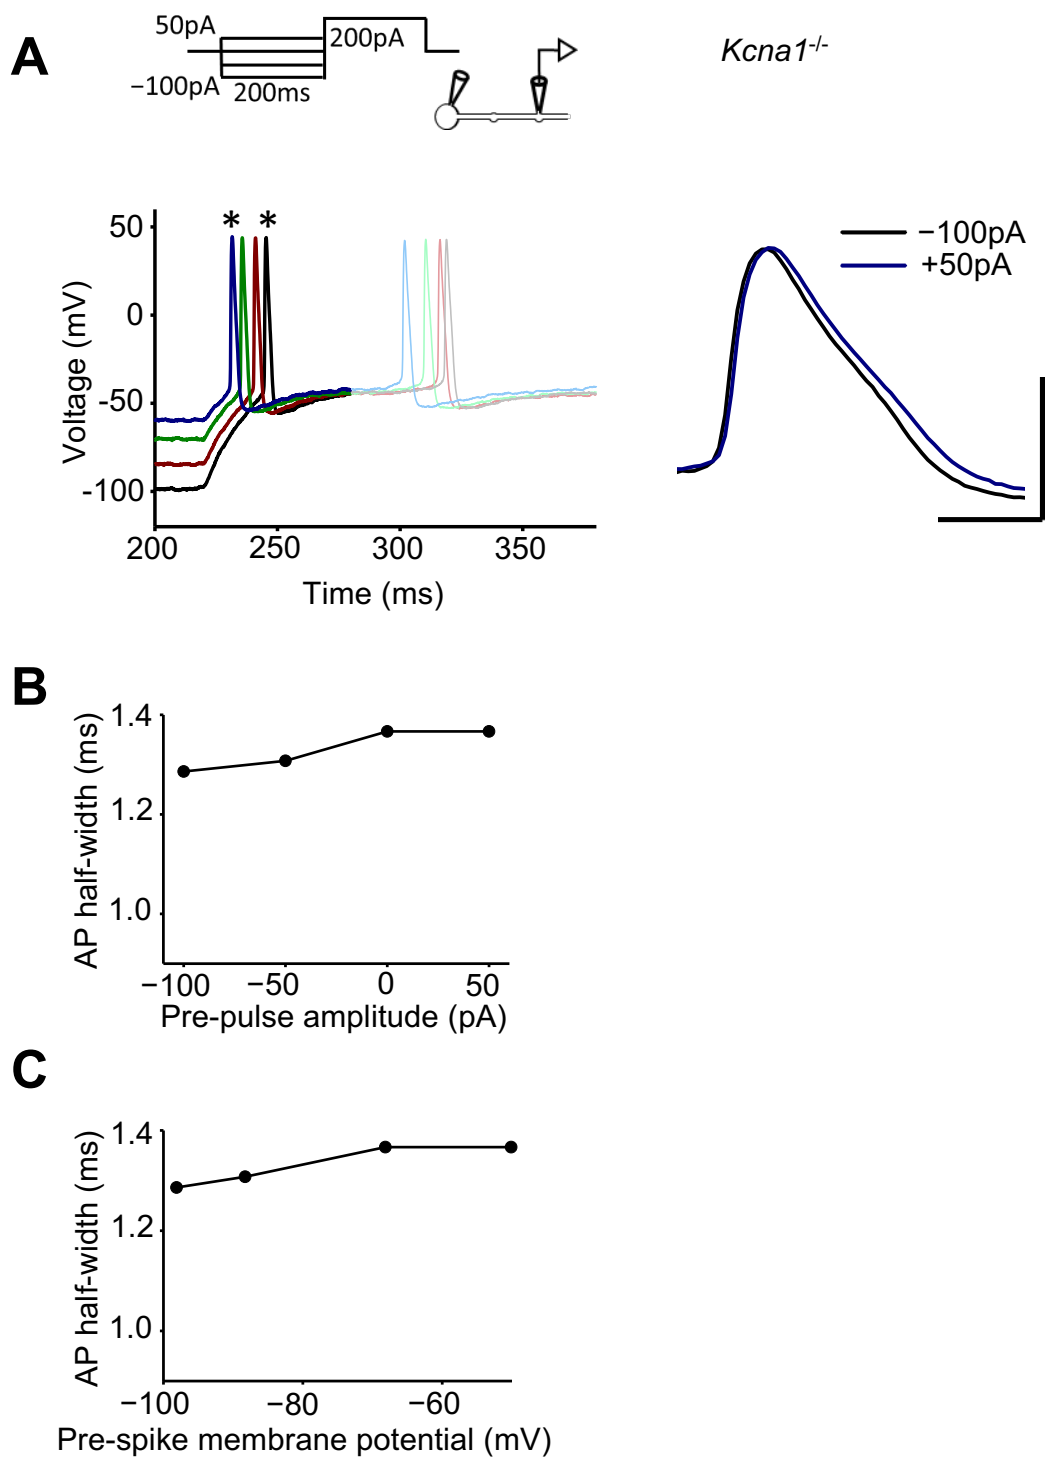 A
50pA
200pA
−100pA
200ms
Kcna1-/-
* *
50
0
-50
-100
Voltage (mV)
200 250 300 350
Time (ms)
−100pA
+50pA
B
1.4
1.2
1.0
AP half-width (ms)
−100 −50 0 50
Pre-pulse amplitude (pA)
C
1.4
1.2
1.0
AP half-width (ms)
−100 −80 −60
Pre-spike membrane potential (mV)